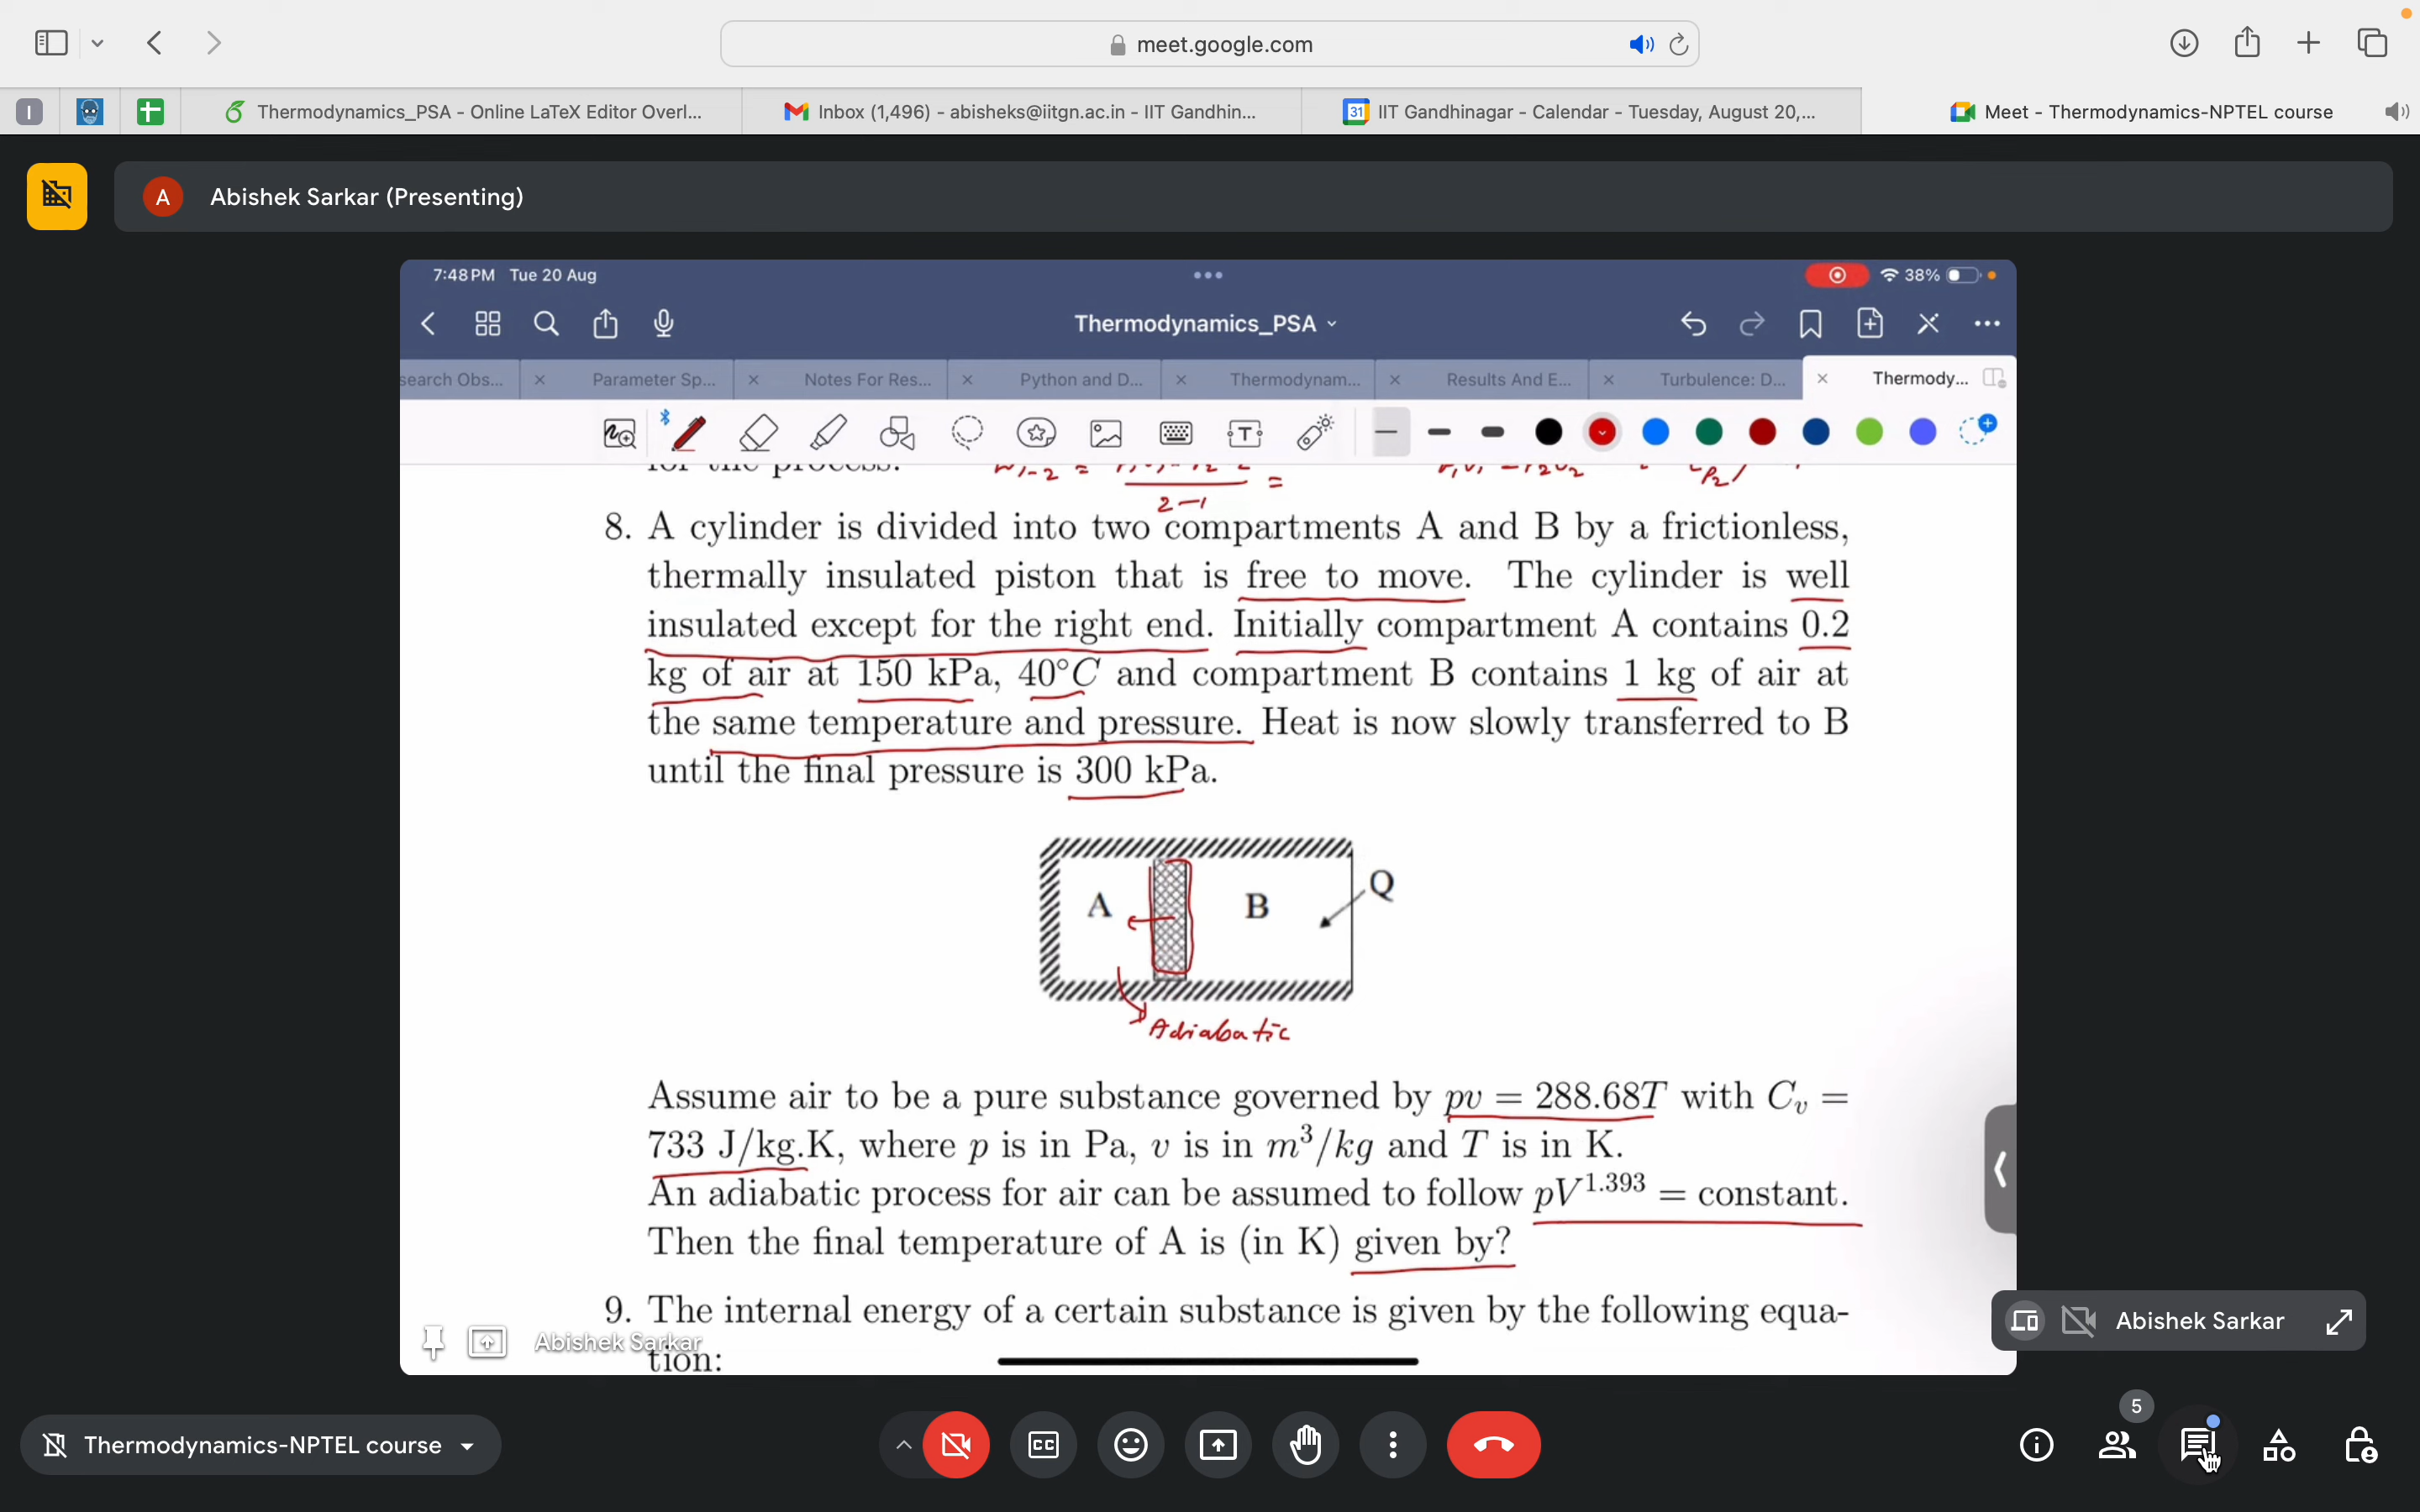 meet.google.com
Thermodynamics_PSA - Online LaTeX Editor Overl...
Inbox (1,496) - abisheks@iitgn.ac.in - IIT Gandhin...
IIT Gandhinagar - Calendar - Tuesday, August 20,...
Meet - Thermodynamics-NPTEL course
A Abishek Sarkar (Presenting)
7:48 PM Tue 20 Aug
38%
Thermodynamics_PSA
search Obs...
Parameter Sp...
Notes For Res...
Python and D...
Thermodynam...
Results And E...
Turbulence: D...
Thermody...
for the process.
2-1
8. A cylinder is divided into two compartments A and B by a frictionless,
thermally insulated piston that is free to move. The cylinder is well
insulated except for the right end. Initially compartment A contains 0.2
kg of air at 150 kPa, 40°C and compartment B contains 1 kg of air at
the same temperature and pressure. Heat is now slowly transferred to B
until the final pressure is 300 kPa.
A B Q
Adiabatic
Assume air to be a pure substance governed by pv = 288.68T with Cᵥ =
733 J/kg.K, where p is in Pa, v is in m³/kg and T is in K.
An adiabatic process for air can be assumed to follow pV¹·³⁹³ = constant.
Then the final temperature of A is (in K) given by?
9. The internal energy of a certain substance is given by the following equa-
tion:
Abishek Sarkar
Abishek Sarkar
5
Thermodynamics-NPTEL course
CC